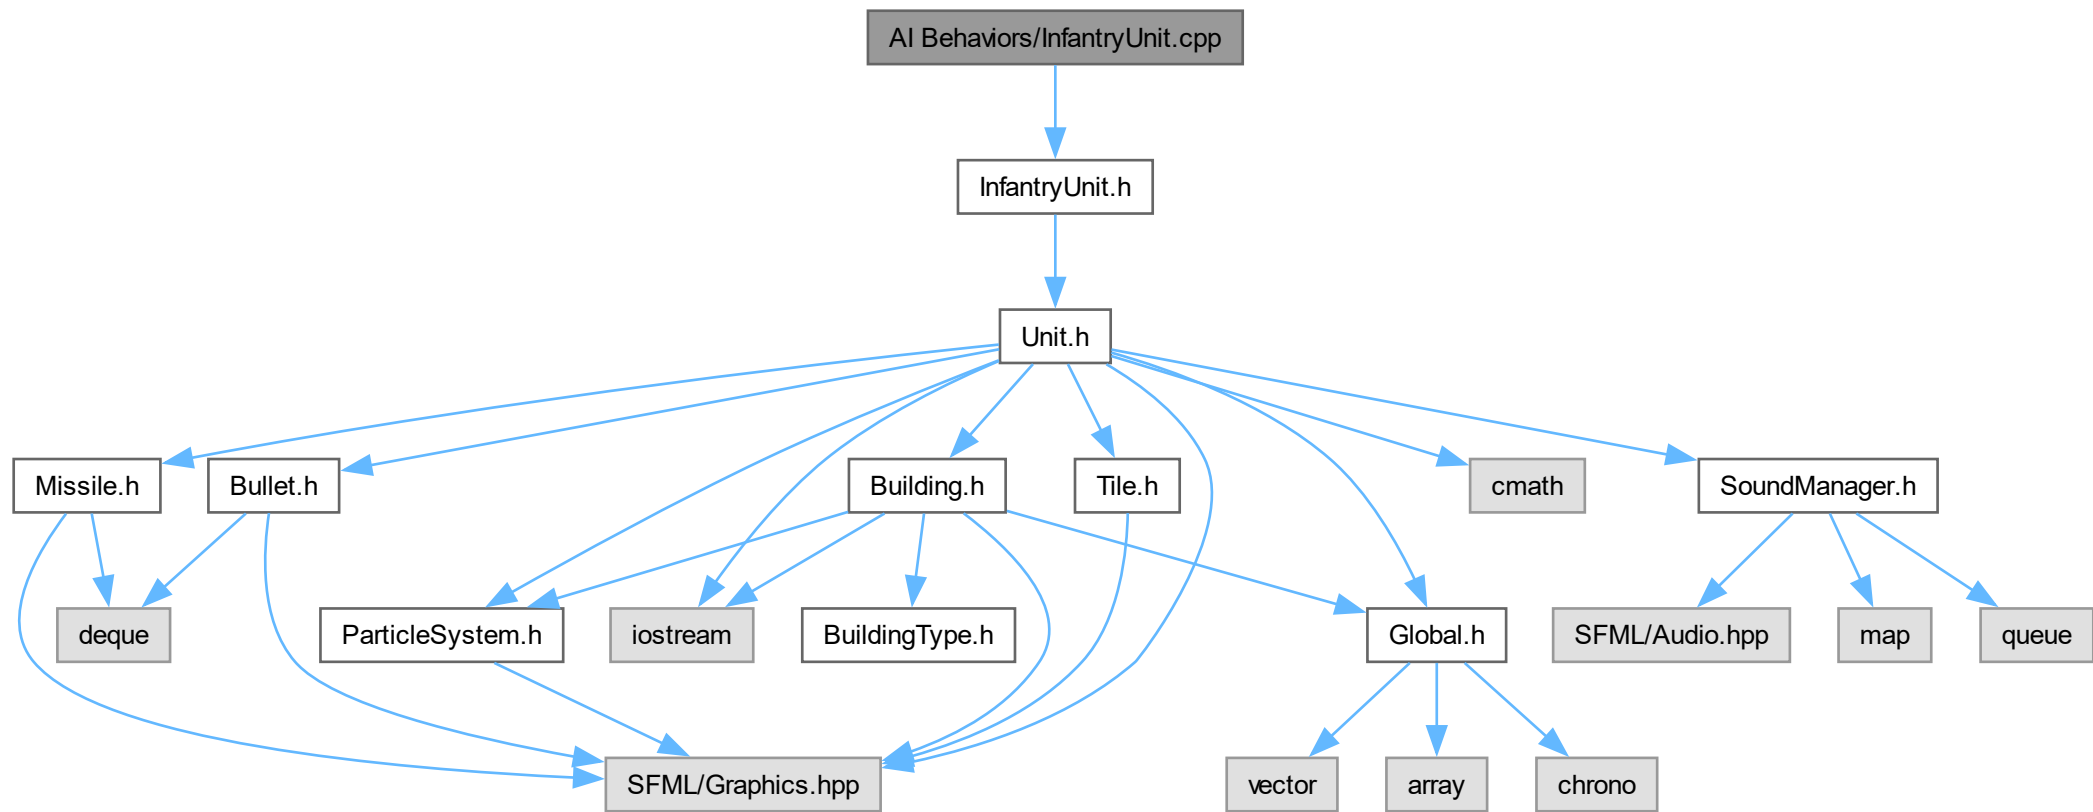 AI Behaviors/InfantryUnit.cpp
InfantryUnit.h
Unit.h
Missile.h
Bullet.h
Building.h
Tile.h
cmath
SoundManager.h
deque
ParticleSystem.h
iostream
BuildingType.h
Global.h
SFML/Audio.hpp
map
queue
SFML/Graphics.hpp
vector
array
chrono